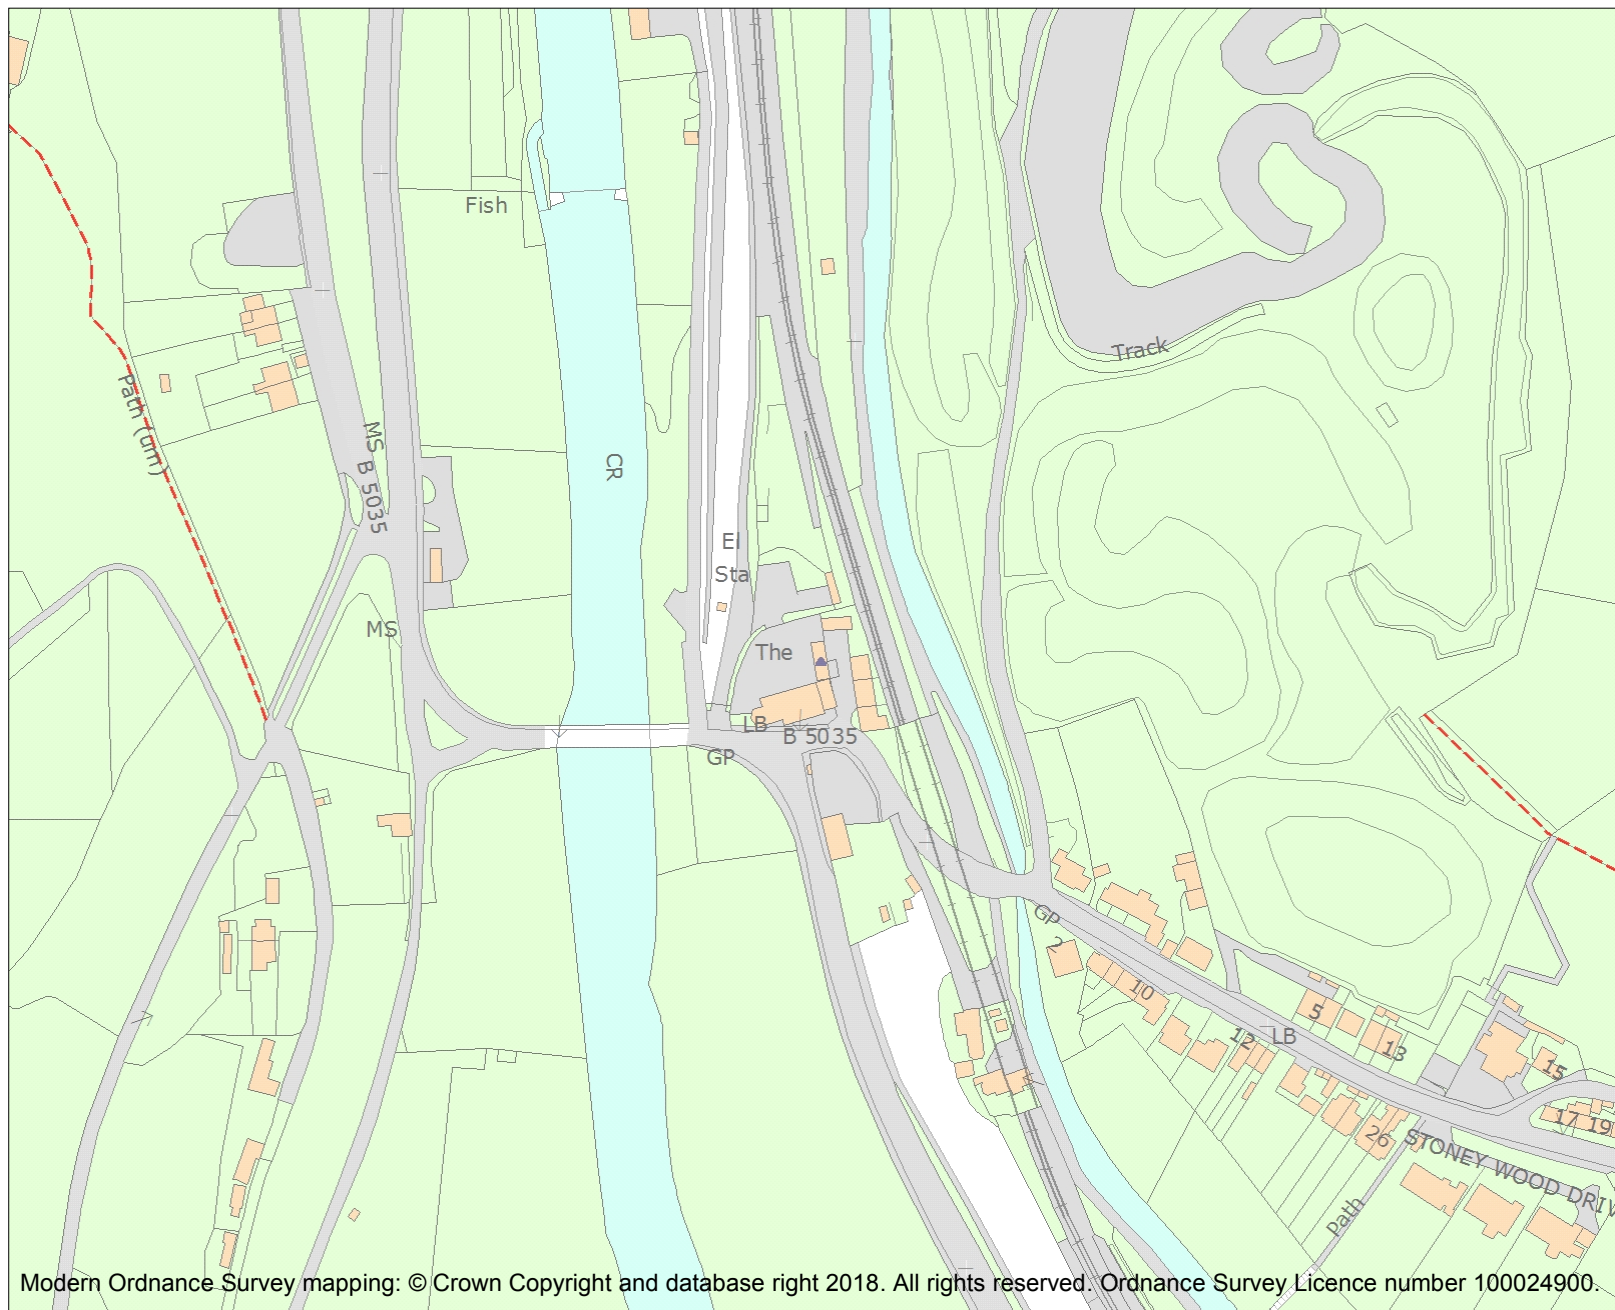 Fish
Track
Path (um)
MS
B 5035
CR
El
Sta
MS
The
LB
B 5035
GP
GP
2
10
5
LB
12
13
15
17 19
26
STONEY WOOD DRIV
Path
Modern Ordnance Survey mapping: © Crown Copyright and database right 2018. All rights reserved. Ordnance Survey Licence number 100024900.